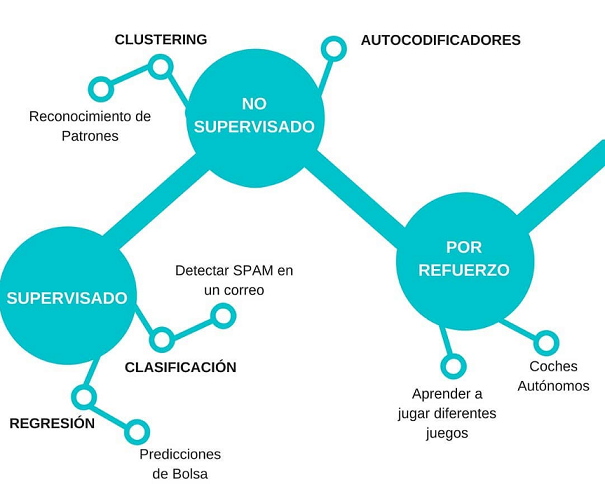 CLUSTERING
AUTOCODIFICADORES
Reconocimiento de
Patrones
NO
SUPERVISADO
SUPERVISADO
Detectar SPAM en
un correo
CLASIFICACIÓN
REGRESIÓN
Predicciones
de Bolsa
POR
REFUERZO
Aprender a
jugar diferentes
juegos
Coches
Autónomos